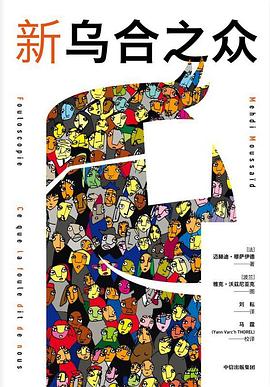 新乌合之众
Fouloscopie
Ce que la foule dit de nous
Mehdi Moussaïd
[法]
迈赫迪·穆萨伊德
著
[波兰]
雅克·沃兹尼亚克
图
刘耘
译
马霞
(Yann Varc'h THOREL)
校译
中信出版集团